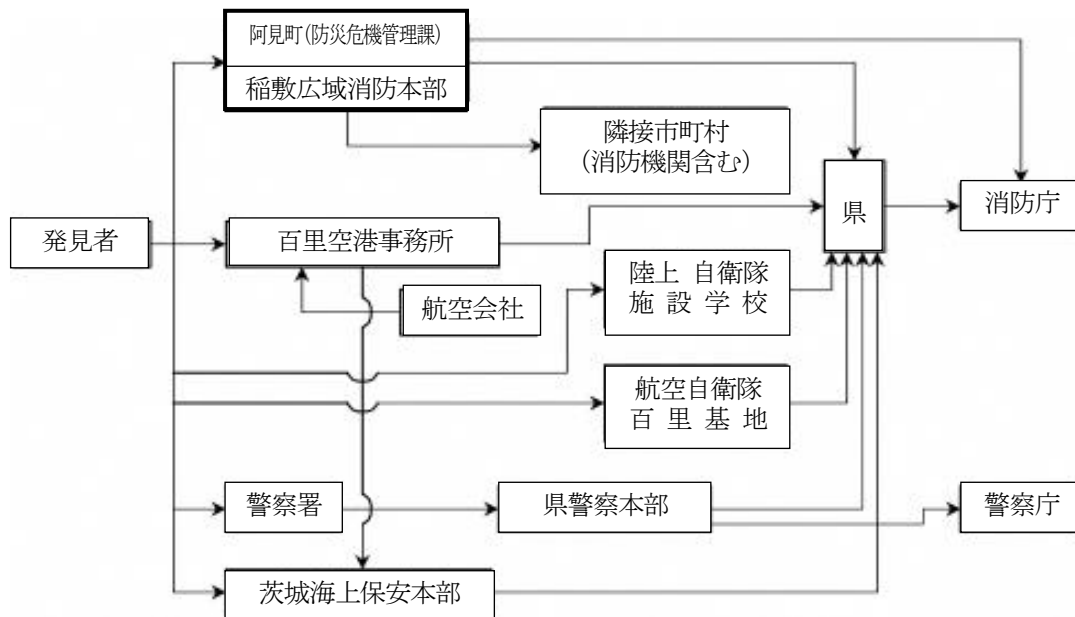 阿見町(防災危機管理課)
稲敷広域消防本部
隣接市町村
(消防機関含む)
県
消防庁
発見者
百里空港事務所
陸上 自衛隊
施設学校
航空会社
航空自衛隊
百里基地
警察署
県警察本部
警察庁
茨城海上保安本部